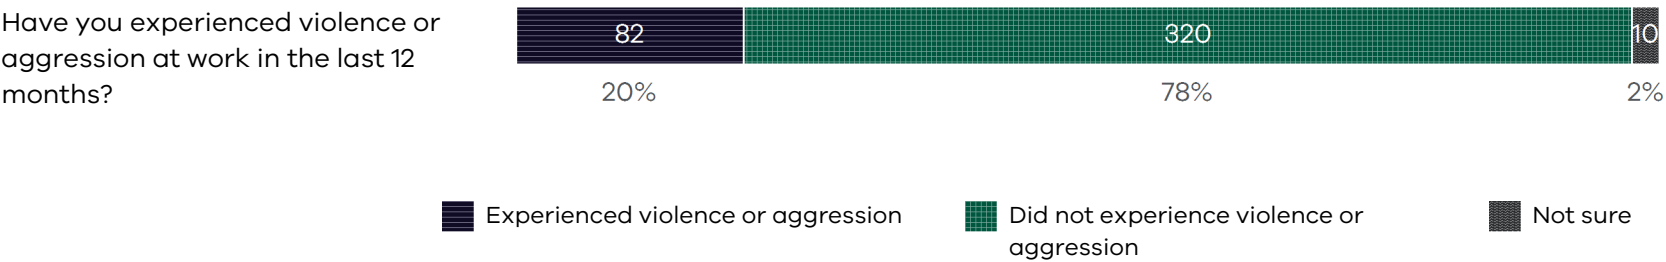 Have you experienced violence or
aggression at work in the last 12
months?
82
320
10
20%
78%
2%
Experienced violence or aggression
Did not experience violence or
aggression
Not sure